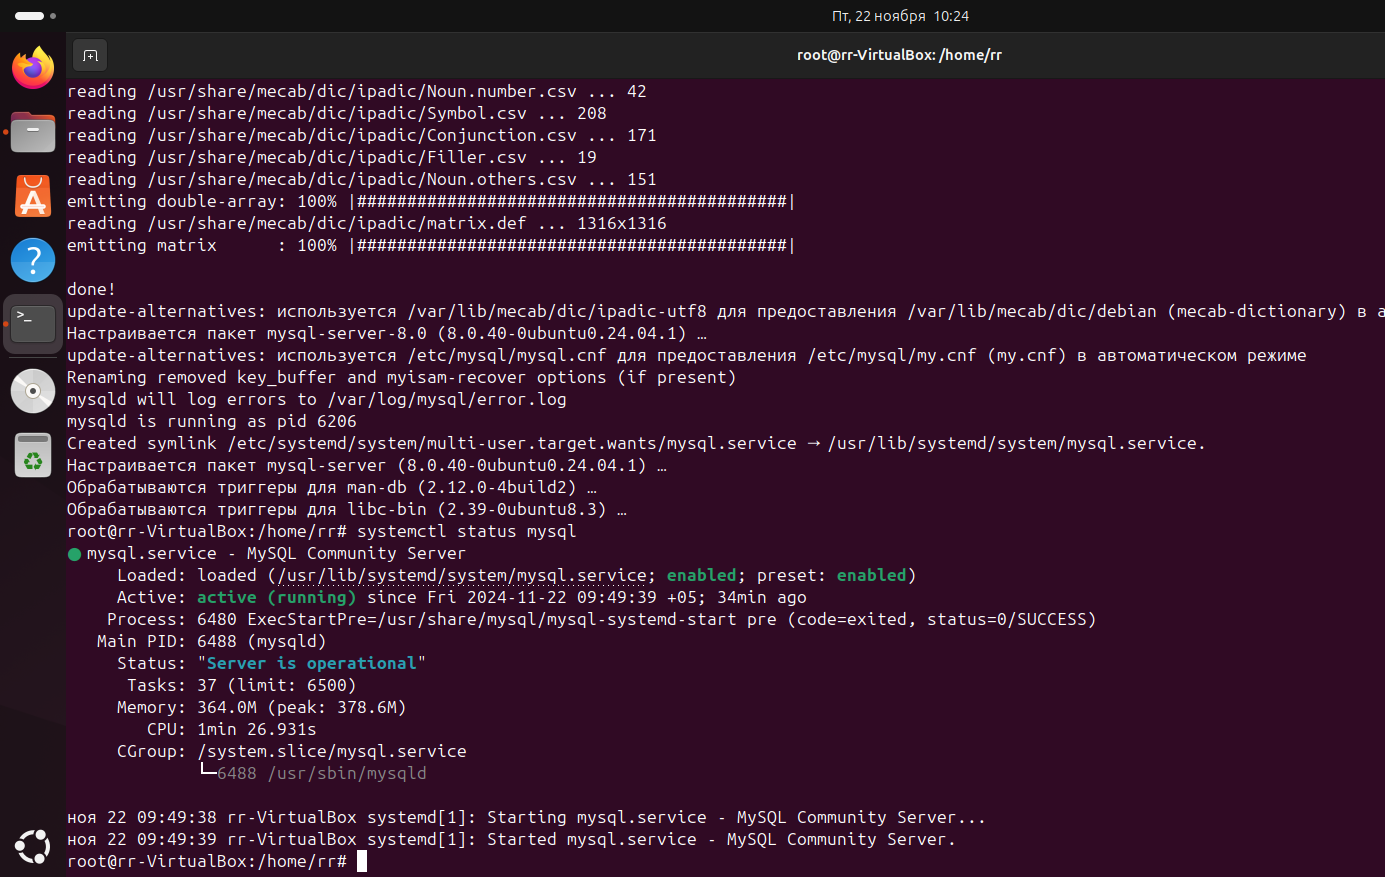 Пт, 22 ноября 10:24
root@rr-VirtualBox: /home/rr
reading /usr/share/mecab/dic/ipadic/Noun.number.csv ... 42
reading /usr/share/mecab/dic/ipadic/Symbol.csv ... 208
reading /usr/share/mecab/dic/ipadic/Conjunction.csv ... 171
reading /usr/share/mecab/dic/ipadic/Filler.csv ... 19
reading /usr/share/mecab/dic/ipadic/Noun.others.csv ... 151
emitting double-array: 100% |###########################################|
reading /usr/share/mecab/dic/ipadic/matrix.def ... 1316x1316
emitting matrix      : 100% |###########################################|
done!
update-alternatives: используется /var/lib/mecab/dic/ipadic-utf8 для предоставления /var/lib/mecab/dic/debian (mecab-dictionary) в а
Настраивается пакет mysql-server-8.0 (8.0.40-0ubuntu0.24.04.1) …
update-alternatives: используется /etc/mysql/mysql.cnf для предоставления /etc/mysql/my.cnf (my.cnf) в автоматическом режиме
Renaming removed key_buffer and myisam-recover options (if present)
mysqld will log errors to /var/log/mysql/error.log
mysqld is running as pid 6206
Created symlink /etc/systemd/system/multi-user.target.wants/mysql.service → /usr/lib/systemd/system/mysql.service.
Настраивается пакет mysql-server (8.0.40-0ubuntu0.24.04.1) …
Обрабатываются триггеры для man-db (2.12.0-4build2) …
Обрабатываются триггеры для libc-bin (2.39-0ubuntu8.3) …
root@rr-VirtualBox:/home/rr# systemctl status mysql
● mysql.service - MySQL Community Server
     Loaded: loaded (/usr/lib/systemd/system/mysql.service; enabled; preset: enabled)
     Active: active (running) since Fri 2024-11-22 09:49:39 +05; 34min ago
    Process: 6480 ExecStartPre=/usr/share/mysql/mysql-systemd-start pre (code=exited, status=0/SUCCESS)
   Main PID: 6488 (mysqld)
     Status: "Server is operational"
      Tasks: 37 (limit: 6500)
     Memory: 364.0M (peak: 378.6M)
        CPU: 1min 26.931s
     CGroup: /system.slice/mysql.service
             └─6488 /usr/sbin/mysqld
ноя 22 09:49:38 rr-VirtualBox systemd[1]: Starting mysql.service - MySQL Community Server...
ноя 22 09:49:39 rr-VirtualBox systemd[1]: Started mysql.service - MySQL Community Server.
root@rr-VirtualBox:/home/rr#